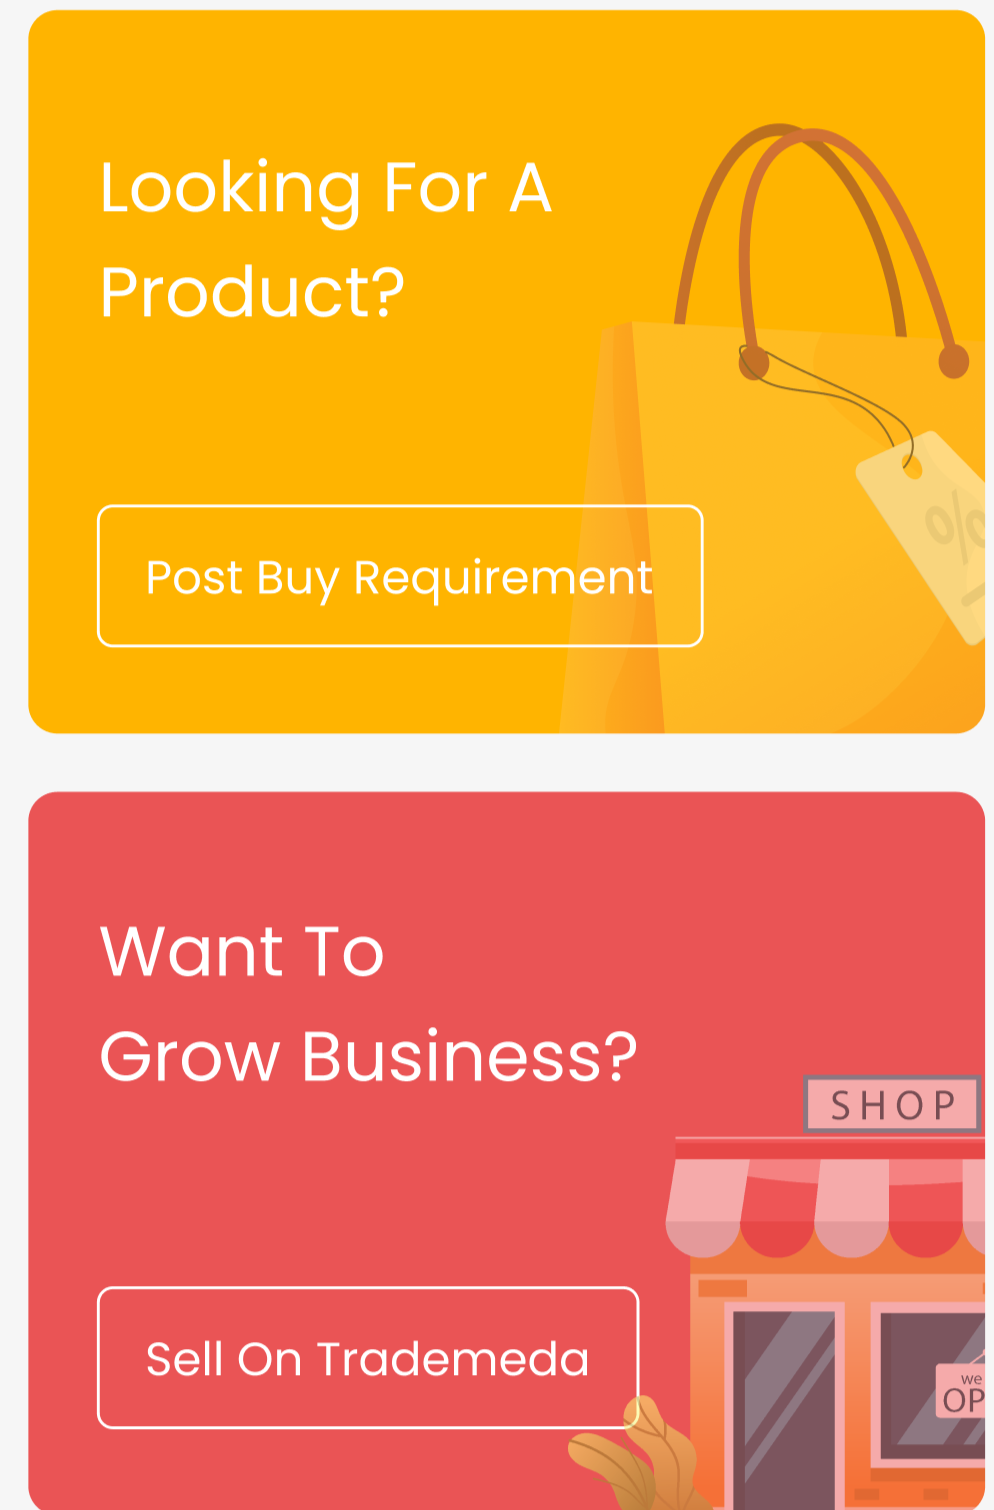 Looking For A
Product?
%
Post Buy Requirement
Want To
Grow Business?
SHOP
Sell On Trademeda
we
OP